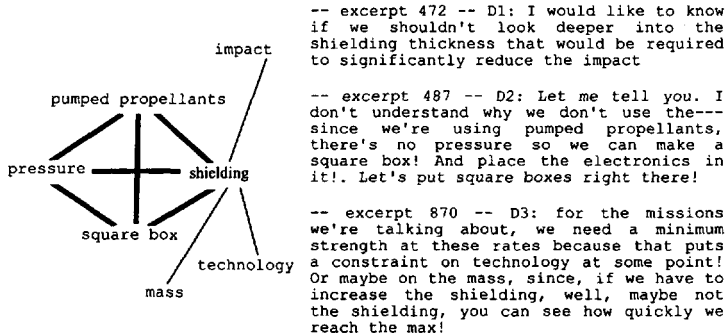 impact
pumped propellants
pressure
shielding
square box
technology
mass
-- excerpt 472 -- D1: I would like to know
if we shouldn't look deeper into the
shielding thickness that would be required
to significantly reduce the impact
-- excerpt 487 -- D2: Let me tell you. I
don't understand why we don't use the---
since we're using pumped propellants,
there's no pressure so we can make a
square box! And place the electronics in
it!. Let's put square boxes right there!
-- excerpt 870 -- D3: for the missions
we're talking about, we need a minimum
strength at these rates because that puts
a constraint on technology at some point!
Or maybe on the mass, since, if we have to
increase the shielding, well, maybe not
the shielding, you can see how quickly we
reach the max!